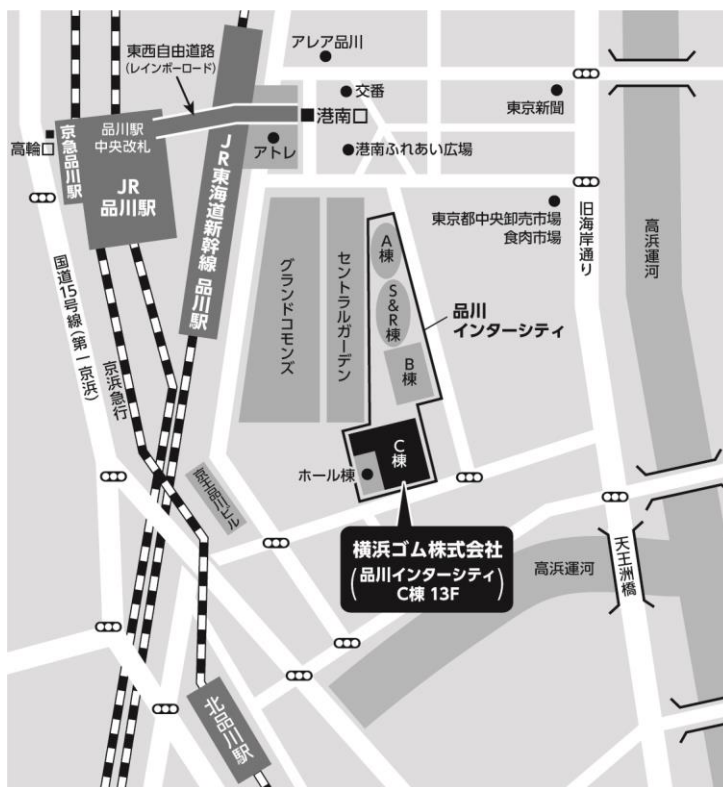 東西自由道路
(レインボーロード)
アレア品川
交番
東京新聞
港南口
品川駅
中央改札
高輪口
京急品川駅
JR
品川駅
アトレ
港南ふれあい広場
JR東海道新幹線 品川駅
東京都中央卸売市場
食肉市場
旧海岸通り
高浜運河
国道15号線(第一京浜)
京浜急行
グランドコモンズ
セントラルガーデン
A棟
S&R棟
B棟
品川
インターシティ
C棟
ホール棟
京王品川ビル
横浜ゴム株式会社
(品川インターシティ
C棟 13F)
高浜運河
天王洲橋
北品川駅